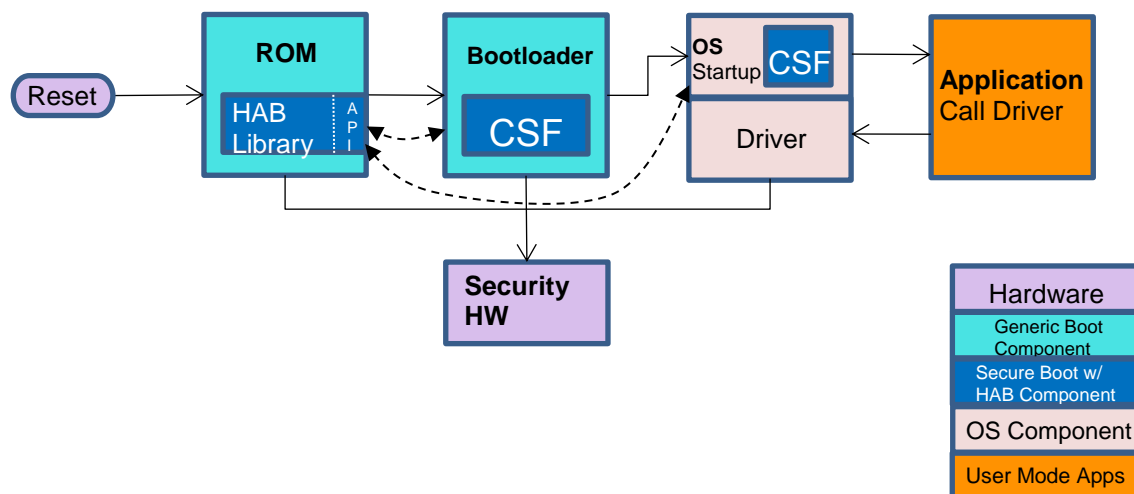 Reset
ROM
HAB
Library
A
P
I
Bootloader
CSF
OS
Startup
CSF
Driver
Application
Call Driver
Security
HW
Hardware
Generic Boot
Component
Secure Boot w/
HAB Component
OS Component
User Mode Apps